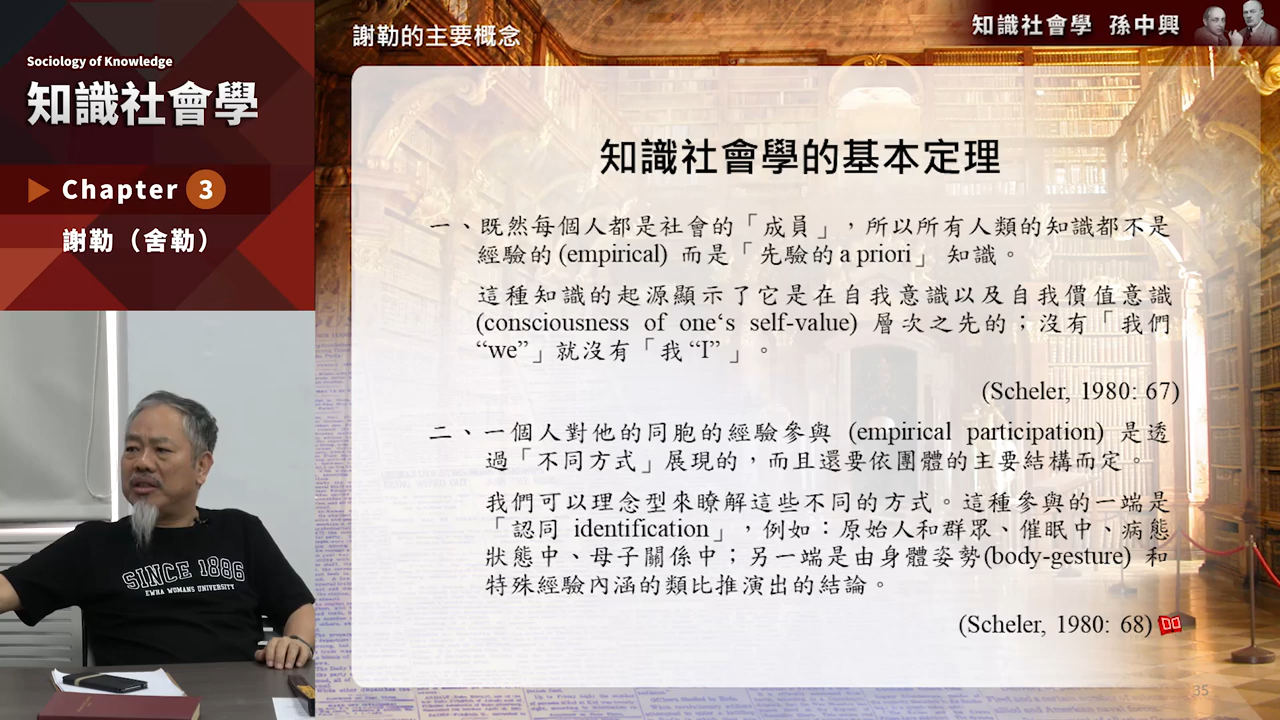 Sociology of Knowledge
知識社會學
Chapter 3
謝勒（舍勒）
SINCE 1886
EWHA WOMANS UNIVERSITY
謝勒的主要概念
知識社會學 孫中興
知識社會學的基本定理
一、既然每個人都是社會的「成員」，所以所有人類的知識都不是
經驗的 (empirical) 而是「先驗的 a priori」 知識。
這種知識的起源顯示了它是在自我意識以及自我價值意識
(consciousness of one‘s self-value) 層次之先的；沒有「我們
“we”」就沒有「我 “I” 」。
(Scheler, 1980: 67)
二、一個人對他的同胞的經驗參與 (empirical participation) 是透
過「不同方式」展現的，而且還要依團體的主要結構而定。
我們可以理念型來瞭解這些不同的方式。這種參與的一端是
「認同 identification」，例如：原始人和群眾、催眠中、病態
狀態中、母子關係中；另一端是由身體姿勢(body-gesture) 和
特殊經驗內涵的類比推演出的結論。
(Scheler, 1980: 68)
35